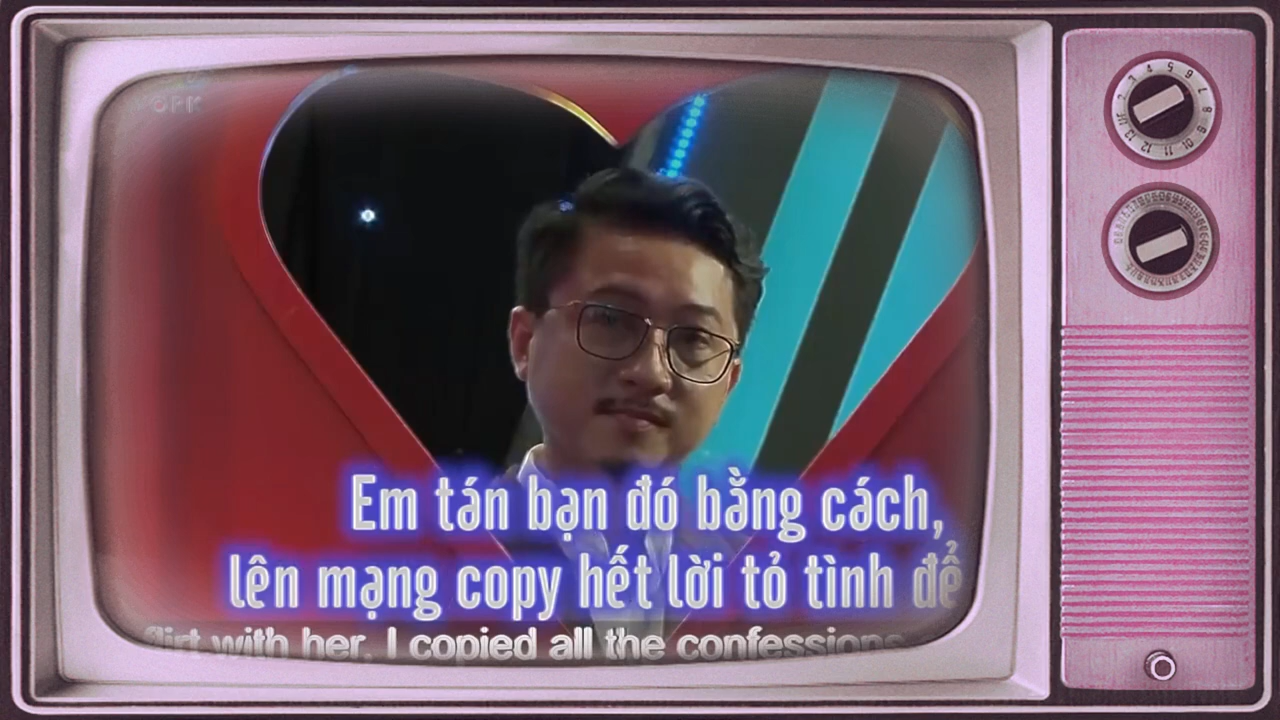 Em tán bạn đó bằng cách,
lên mạng copy hết lời tỏ tình để
flirt with her. I copied all the confessions